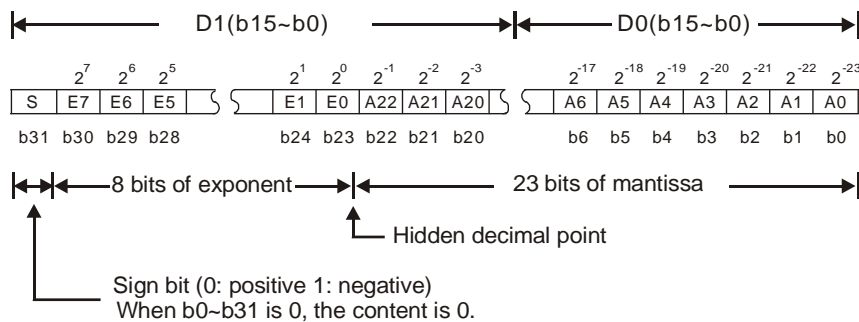 D1(b15~b0) D0(b15~b0)
2^7 2^6 2^5 2^1 2^0 2^-1 2^-2 2^-3 2^-17 2^-18 2^-19 2^-20 2^-21 2^-22 2^-23
S E7 E6 E5 E1 E0 A22 A21 A20 A6 A5 A4 A3 A2 A1 A0
b31 b30 b29 b28 b24 b23 b22 b21 b20 b6 b5 b4 b3 b2 b1 b0
8 bits of exponent 23 bits of mantissa
Hidden decimal point
Sign bit (0: positive 1: negative)
When b0~b31 is 0, the content is 0.